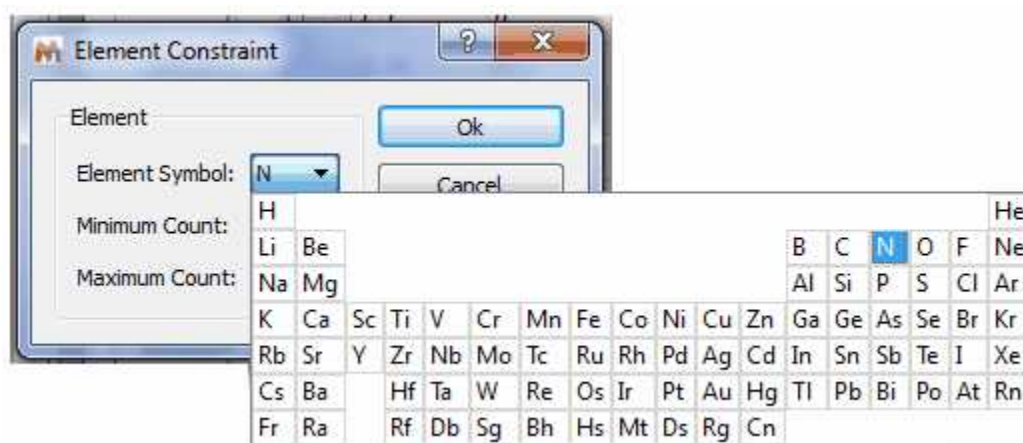 Element Constraint
Element
Ok
Element Symbol: N
Cancel
Minimum Count:
Maximum Count:
H He
Li Be B C N O F Ne
Na Mg Al Si P S Cl Ar
K Ca Sc Ti V Cr Mn Fe Co Ni Cu Zn Ga Ge As Se Br Kr
Rb Sr Y Zr Nb Mo Tc Ru Rh Pd Ag Cd In Sn Sb Te I Xe
Cs Ba Hf Ta W Re Os Ir Pt Au Hg Tl Pb Bi Po At Rn
Fr Ra Rf Db Sg Bh Hs Mt Ds Rg Cn